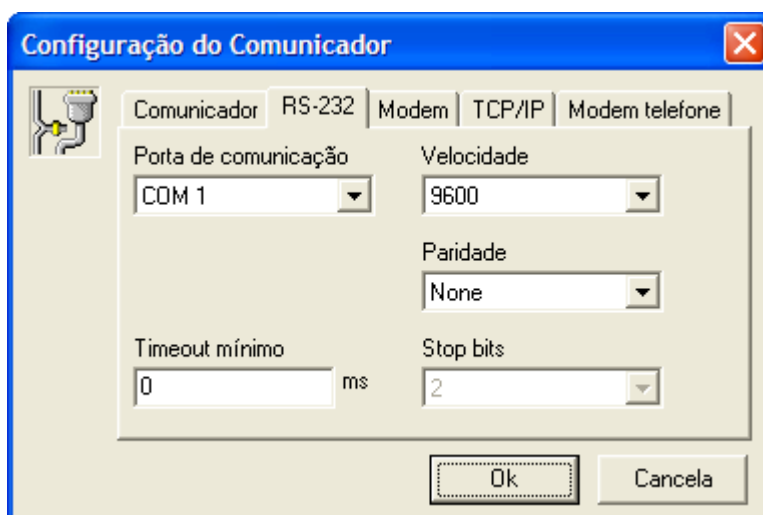 Configuração do Comunicador
Comunicador RS-232 Modem TCP/IP Modem telefone
Porta de comunicação Velocidade
COM 1 9600
Paridade
None
Timeout mínimo Stop bits
0 ms 2
Ok Cancela